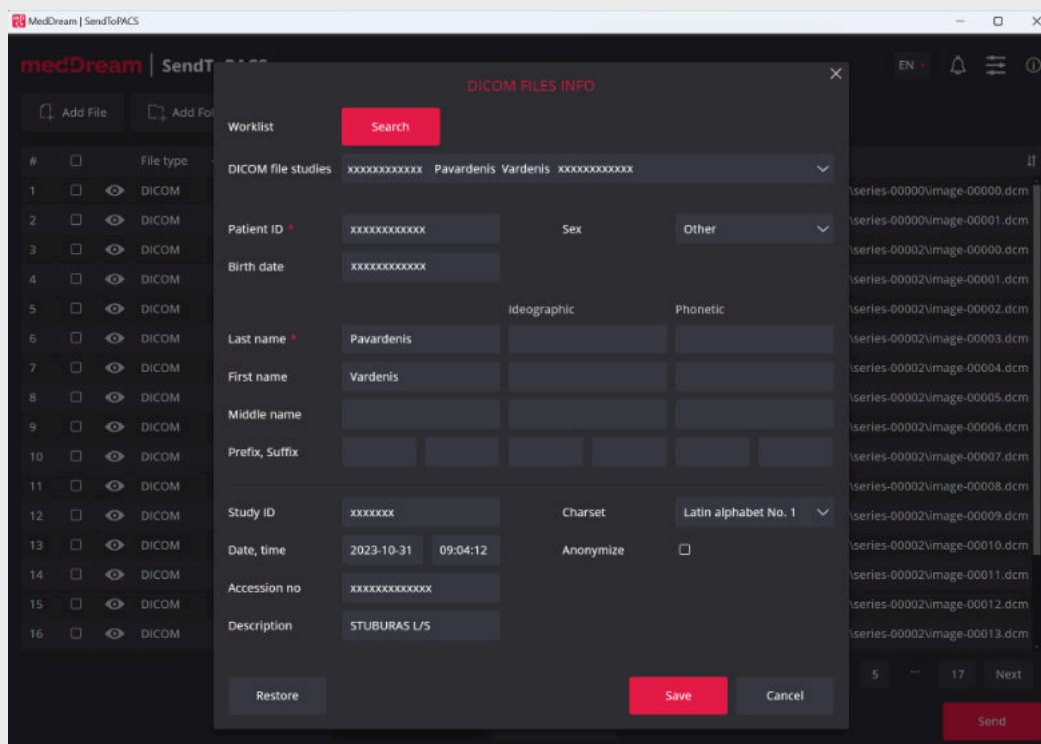 MedDream | SendToPACS
medDream | SendToPACS
EN
Add File
Add Fol
DICOM FILES INFO
Worklist
Search
# File type
DICOM file studies xxxxxxxxxxxx Pavardenis Vardenis xxxxxxxxxxxx
1 DICOM \series-00000\image-00000.dcm
2 DICOM \series-00000\image-00001.dcm
Patient ID * xxxxxxxxxxxx Sex Other
3 DICOM \series-00002\image-00000.dcm
Birth date xxxxxxxxxxxx
4 DICOM \series-00002\image-00001.dcm
5 DICOM \series-00002\image-00002.dcm
Ideographic Phonetic
6 DICOM \series-00002\image-00003.dcm
Last name * Pavardenis
7 DICOM \series-00002\image-00004.dcm
First name Vardenis
8 DICOM \series-00002\image-00005.dcm
Middle name
9 DICOM \series-00002\image-00006.dcm
Prefix, Suffix
10 DICOM \series-00002\image-00007.dcm
11 DICOM \series-00002\image-00008.dcm
Study ID xxxxxxx Charset Latin alphabet No. 1
12 DICOM \series-00002\image-00009.dcm
Date, time 2023-10-31 09:04:12 Anonymize
13 DICOM \series-00002\image-00010.dcm
14 DICOM \series-00002\image-00011.dcm
Accession no xxxxxxxxxxxxx
15 DICOM \series-00002\image-00012.dcm
Description STUBURAS L/S
16 DICOM \series-00002\image-00013.dcm
5 ... 17 Next
Restore Save Cancel
Send